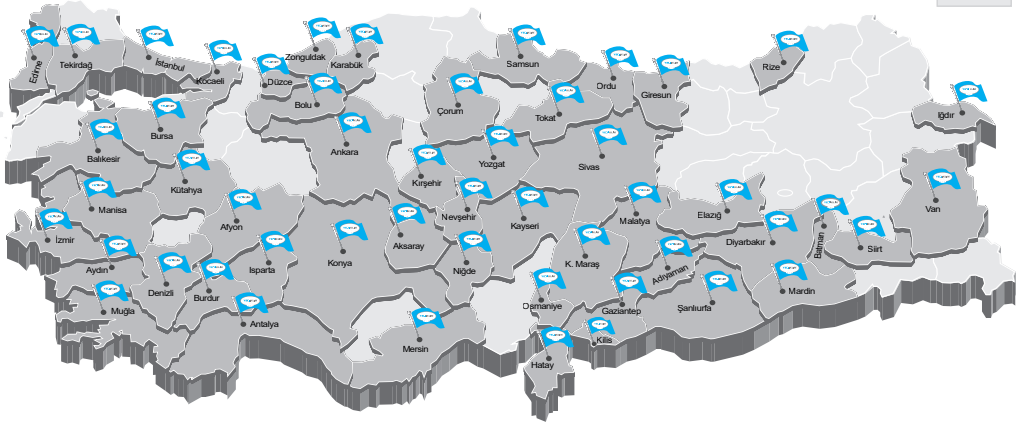 Edirne
Tekirdağ
İstanbul
Kocaeli
Düzce
Zonguldak
Karabük
Bolu
Samsun
Ordu
Giresun
Rize
Iğdır
Çorum
Tokat
Bursa
Ankara
Sivas
Balıkesir
Kütahya
Kırşehir
Yozgat
Manisa
Afyon
Nevşehir
Kayseri
Malatya
Elazığ
Van
İzmir
Aydın
Isparta
Konya
Aksaray
Niğde
K. Maraş
Adıyaman
Diyarbakır
Batman
Siirt
Muğla
Denizli
Burdur
Antalya
Mersin
Osmaniye
Gaziantep
Şanlıurfa
Mardin
Kilis
Hatay